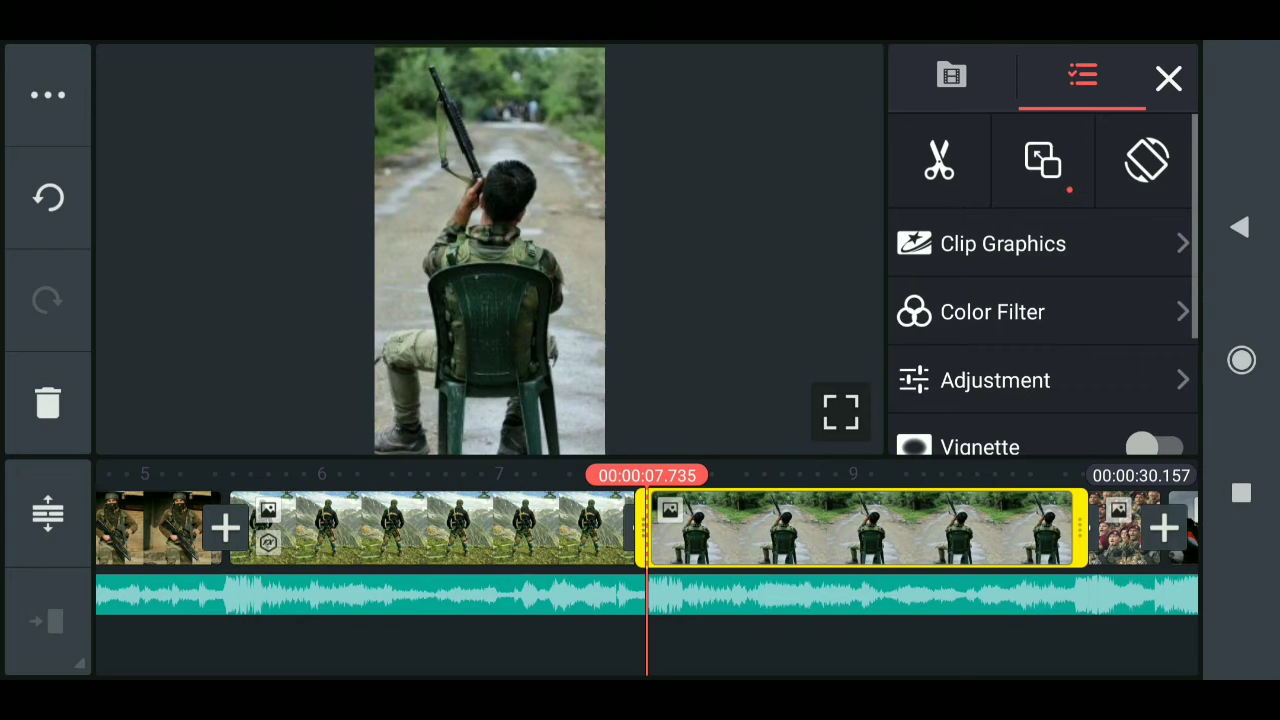 Clip Graphics
Color Filter
Adjustment
Vignette
5
6
7
00:00:07.735
9
00:00:30.157